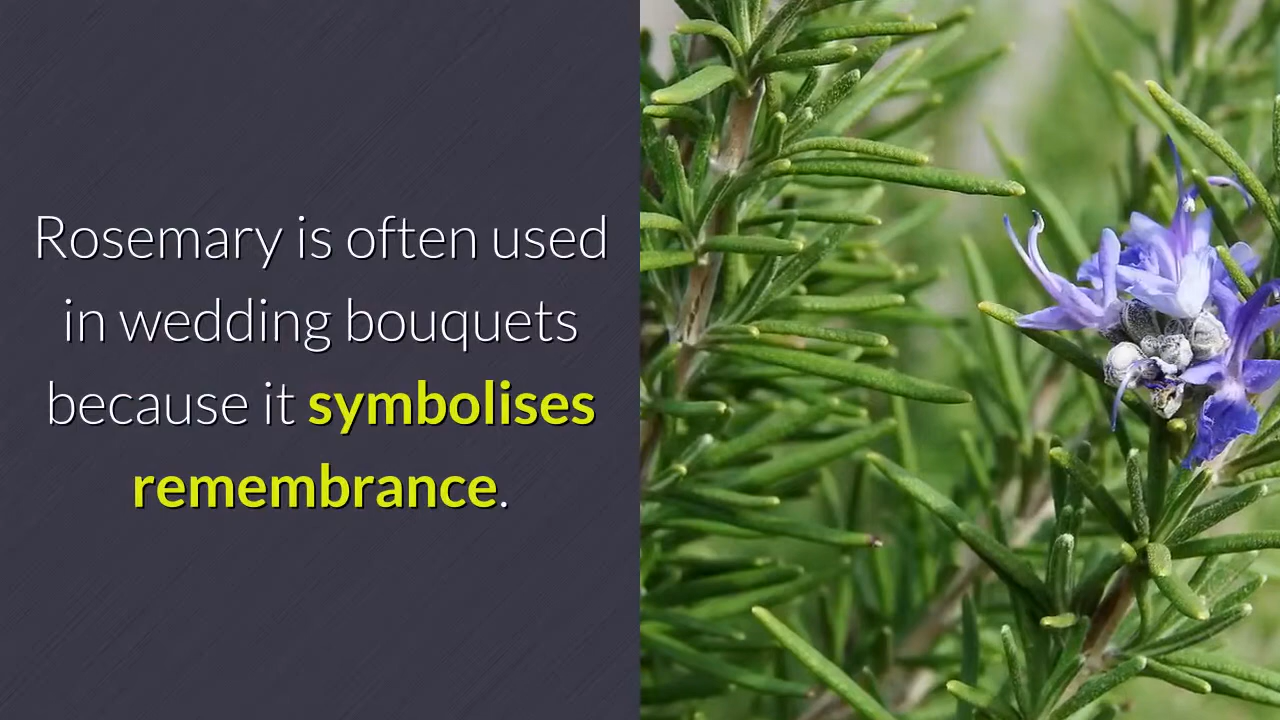 Rosemary is often used
in wedding bouquets
because it symbolises
remembrance.